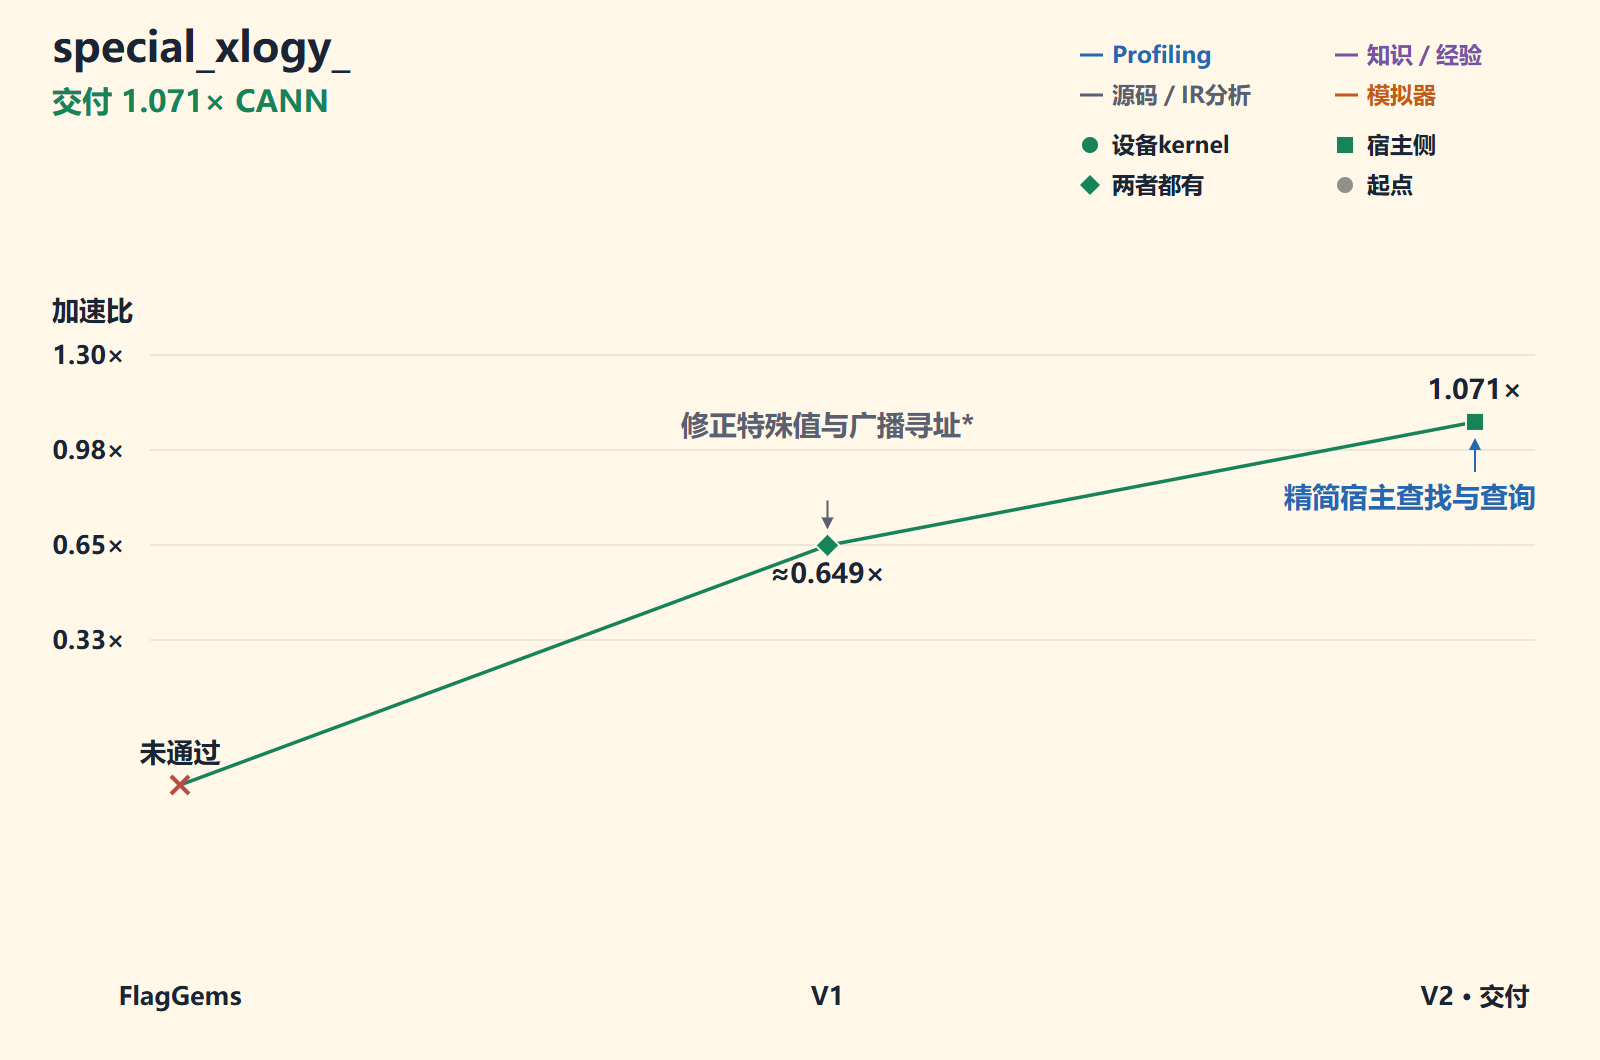 special_xlogy_
交付 1.071× CANN
Profiling
知识 / 经验
源码 / IR分析
模拟器
设备kernel
宿主侧
两者都有
起点
加速比
1.30×
0.98×
0.65×
0.33×
1.071×
修正特殊值与广播寻址*
精简宿主查找与查询
≈0.649×
未通过
FlagGems
V1
V2 • 交付